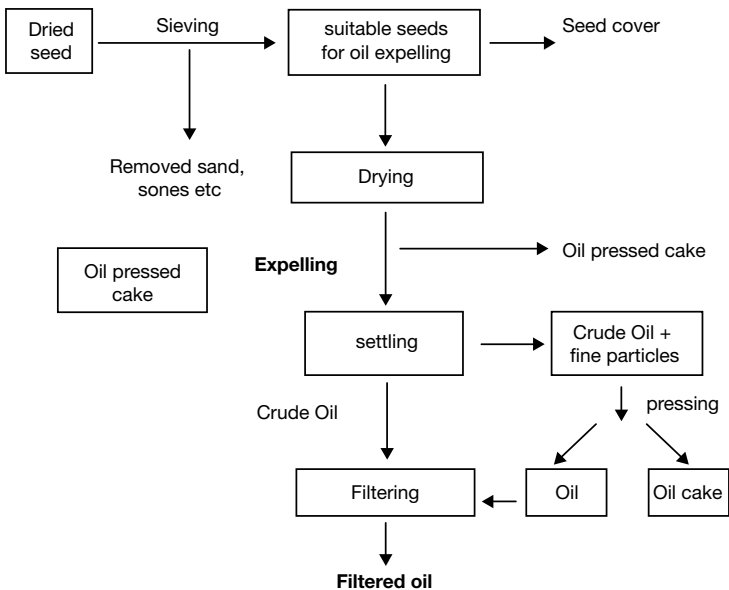 Dried
seed
Sieving
suitable seeds
for oil expelling
Seed cover
Removed sand,
sones etc
Drying
Expelling
Oil pressed cake
Oil pressed
cake
settling
Crude Oil +
fine particles
Crude Oil
pressing
Filtering
Oil
Oil cake
Filtered oil